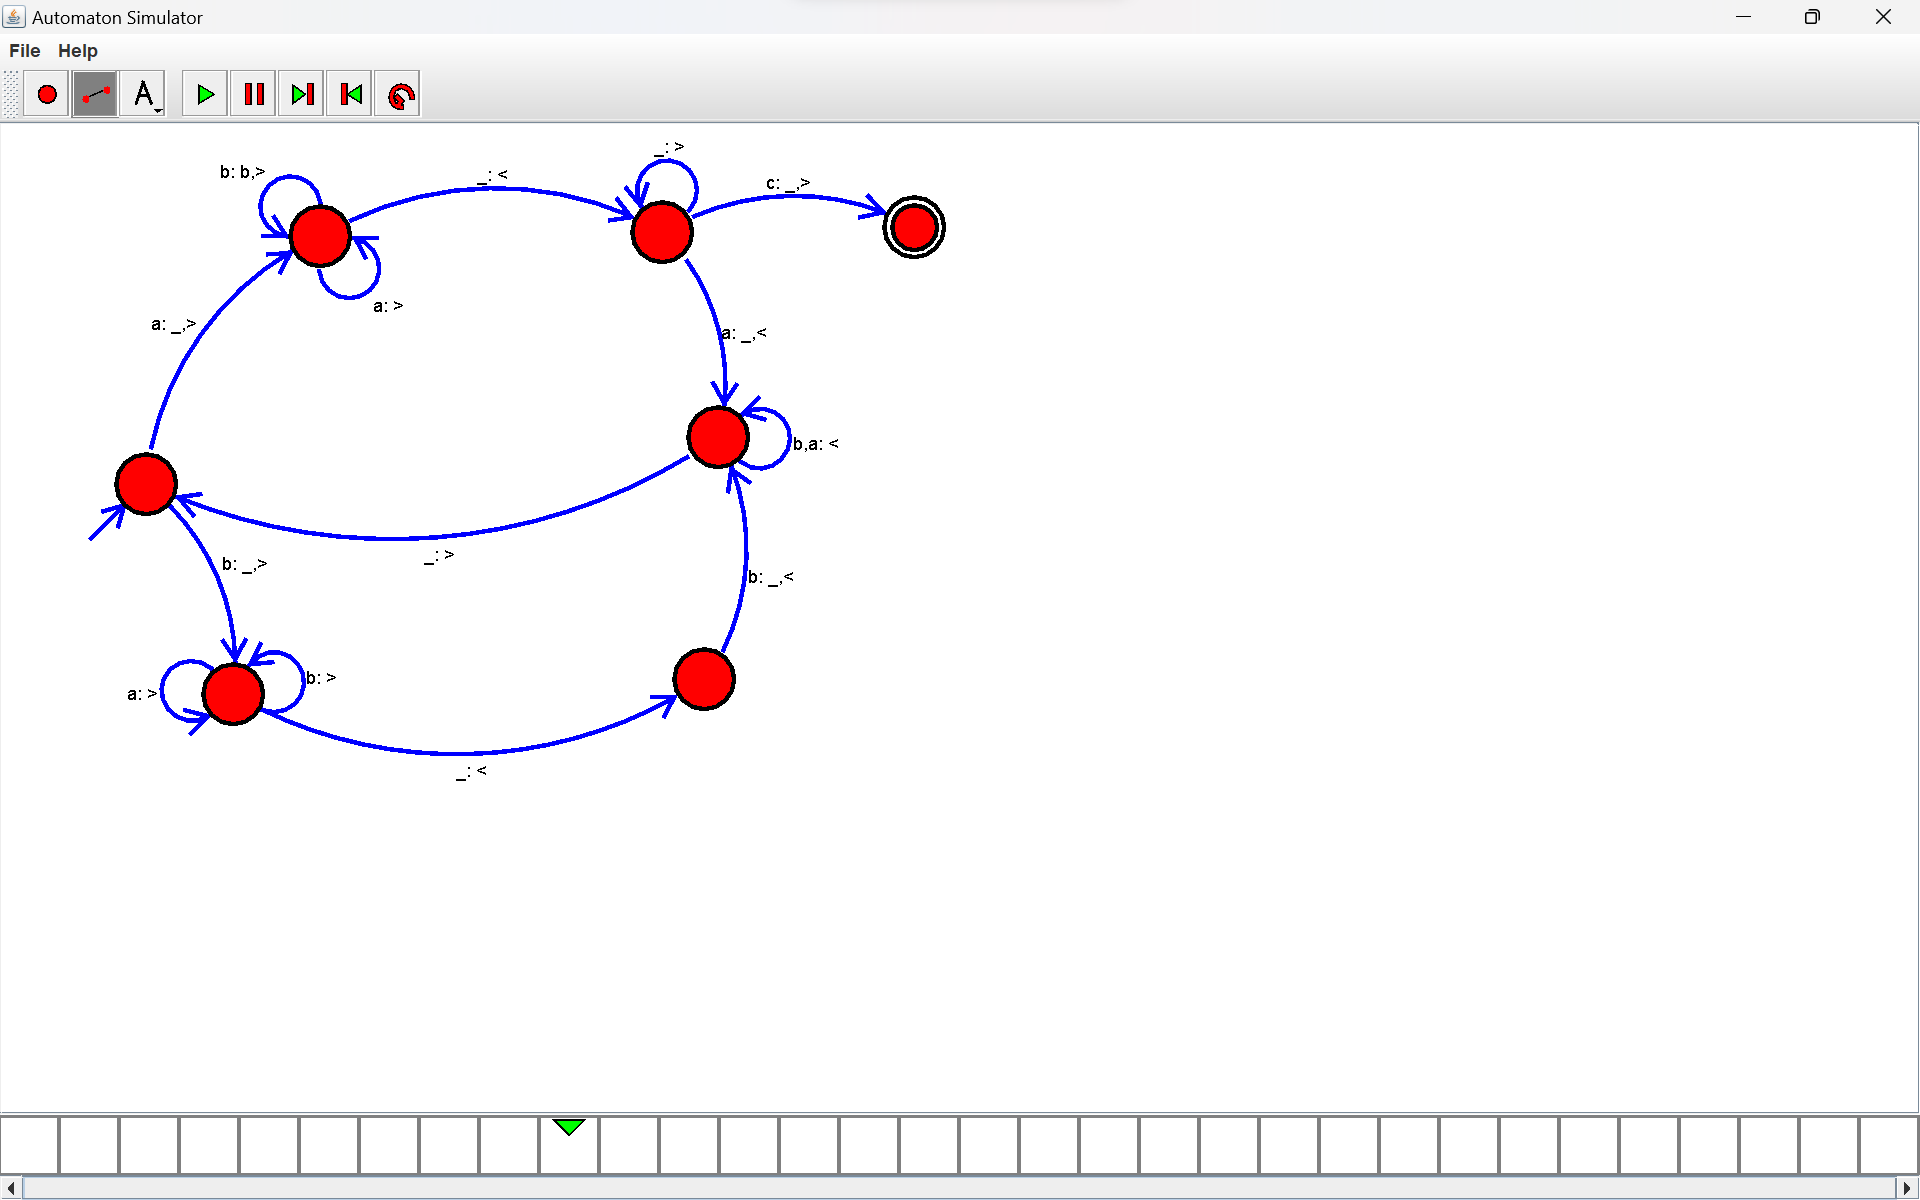 Automaton Simulator
File Help
A
_: >
b: b,>
_: <
c: _,>
a: >
a: _,>
a: _,<
b,a: <
_: >
b: _,>
b: _,<
b: >
a: >
_: <